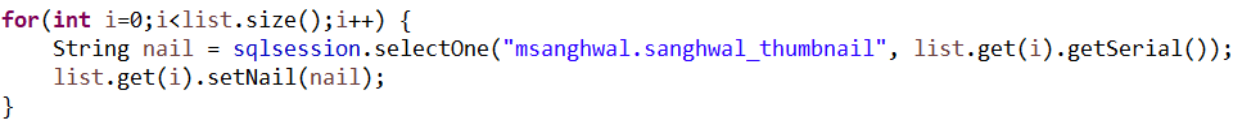 for(int i=0;i<list.size();i++) {
    String nail = sqlsession.selectOne("msanghwal.sanghwal_thumbnail", list.get(i).getSerial());
    list.get(i).setNail(nail);
}